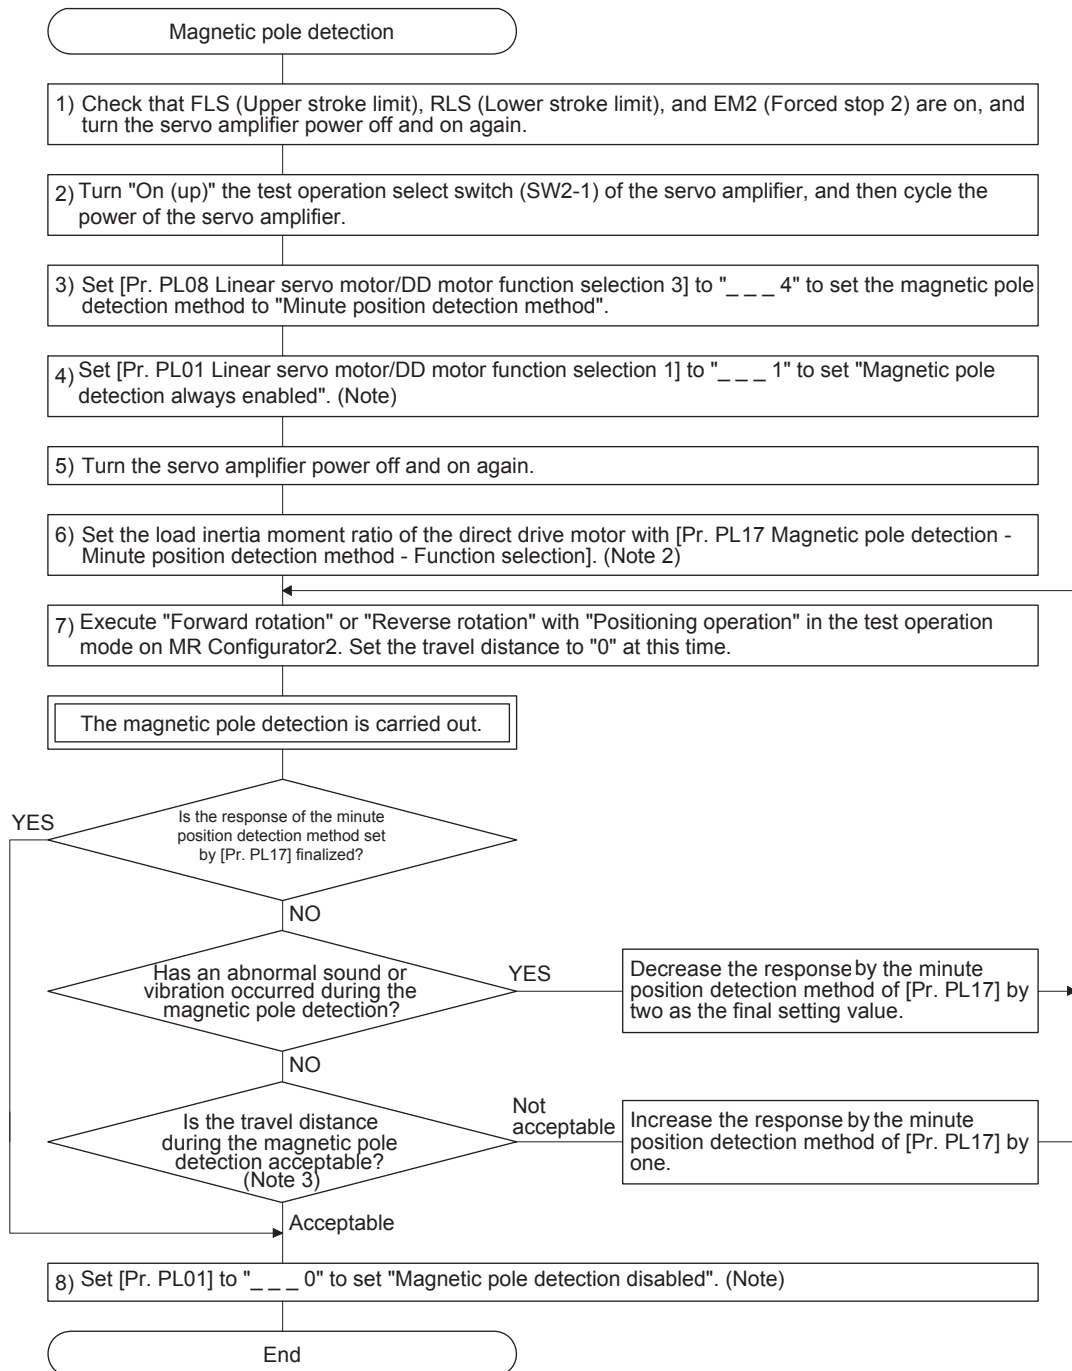 Magnetic pole detection
1) Check that FLS (Upper stroke limit), RLS (Lower stroke limit), and EM2 (Forced stop 2) are on, and
turn the servo amplifier power off and on again.
2) Turn "On (up)" the test operation select switch (SW2-1) of the servo amplifier, and then cycle the
power of the servo amplifier.
3) Set [Pr. PL08 Linear servo motor/DD motor function selection 3] to "_ _ _ 4" to set the magnetic pole
detection method to "Minute position detection method".
4) Set [Pr. PL01 Linear servo motor/DD motor function selection 1] to "_ _ _ 1" to set "Magnetic pole
detection always enabled". (Note)
5) Turn the servo amplifier power off and on again.
6) Set the load inertia moment ratio of the direct drive motor with [Pr. PL17 Magnetic pole detection -
Minute position detection method - Function selection]. (Note 2)
7) Execute "Forward rotation" or "Reverse rotation" with "Positioning operation" in the test operation
mode on MR Configurator2. Set the travel distance to "0" at this time.
The magnetic pole detection is carried out.
YES
Is the response of the minute
position detection method set
by [Pr. PL17] finalized?
NO
Has an abnormal sound or
vibration occurred during the
magnetic pole detection?
YES
Decrease the response by the minute
position detection method of [Pr. PL17] by
two as the final setting value.
NO
Is the travel distance
during the magnetic pole
detection acceptable?
(Note 3)
Not
acceptable
Increase the response by the minute
position detection method of [Pr. PL17] by
one.
Acceptable
8) Set [Pr. PL01] to "_ _ _ 0" to set "Magnetic pole detection disabled". (Note)
End